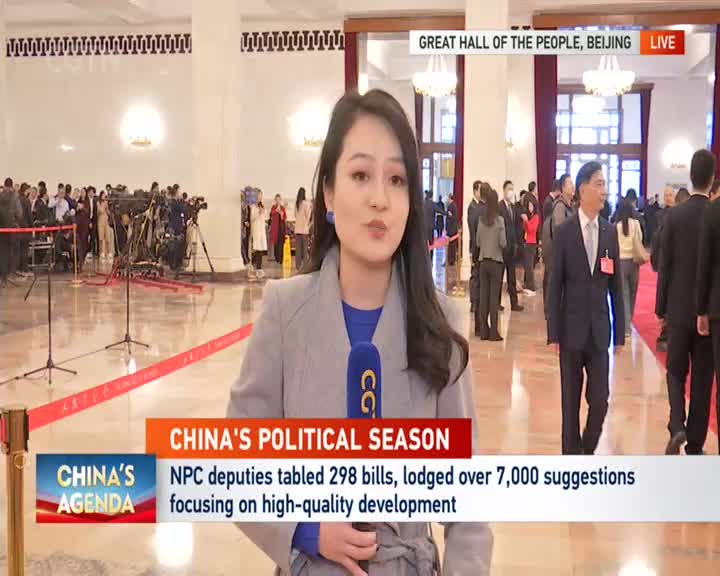 CGTN
GREAT HALL OF THE PEOPLE, BEIJING LIVE
CG
CHINA'S POLITICAL SEASON
CHINA'S
AGENDA
NPC deputies tabled 298 bills, lodged over 7,000 suggestions
focusing on high-quality development